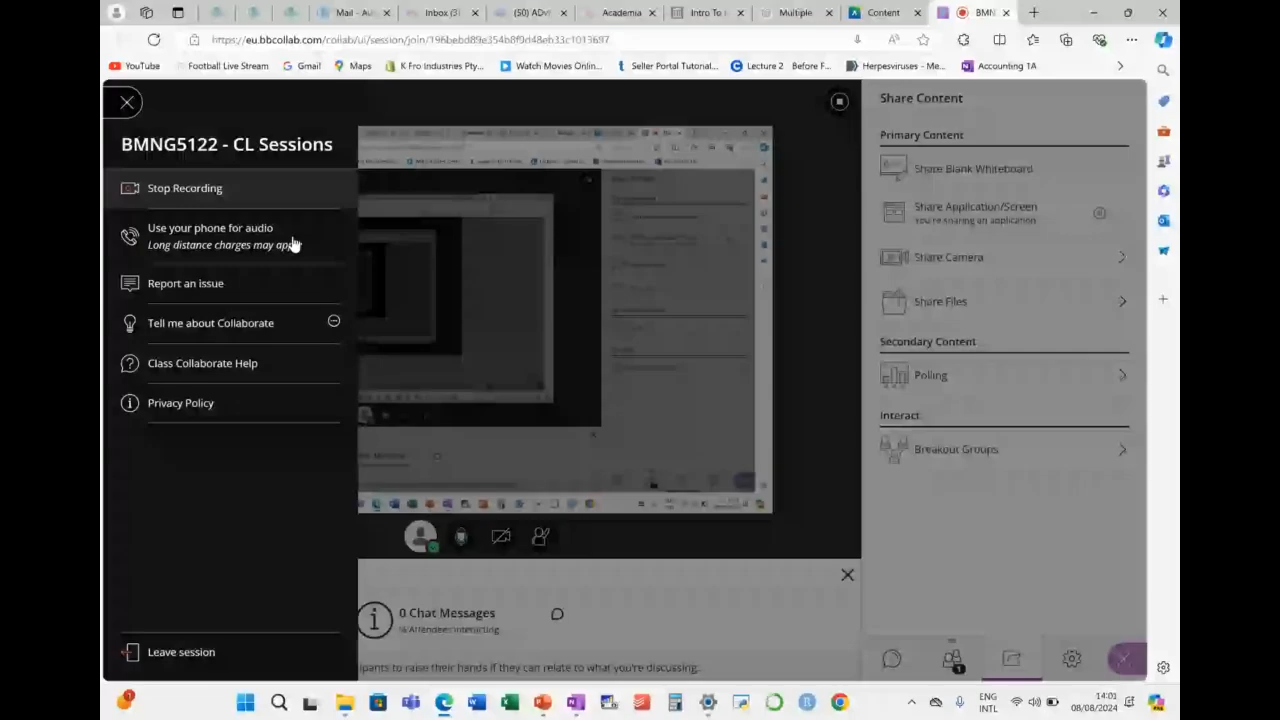 Mail - Au
Inbox (3
(50) ADv
Academia
Intro To
Multiple
Content
BMN
https://eu.bbcollab.com/collab/ui/session/join/196bebd89e354b8f9d48eb33c1013697
YouTube
Football Live Stream
Gmail
Maps
K Fro Industries Pty...
Watch Movies Onlin...
Seller Portal Tutorial...
Lecture 2 Before F...
Herpesviruses - Me...
Accounting 1A
BMNG5122 - CL Sessions
Stop Recording
Use your phone for audio
Long distance charges may app
Report an issue
Tell me about Collaborate
Class Collaborate Help
Privacy Policy
Leave session
0 Chat Messages
Attendees interacting
ipants to raise their hands if they can relate to what you're discussing.
Share Content
Primary Content
Share Blank Whiteboard
Share Application/Screen
You're sharing an application
Share Camera
Share Files
Secondary Content
Polling
Interact
Breakout Groups
1
1
ENG
INTL
14:01
08/08/2024